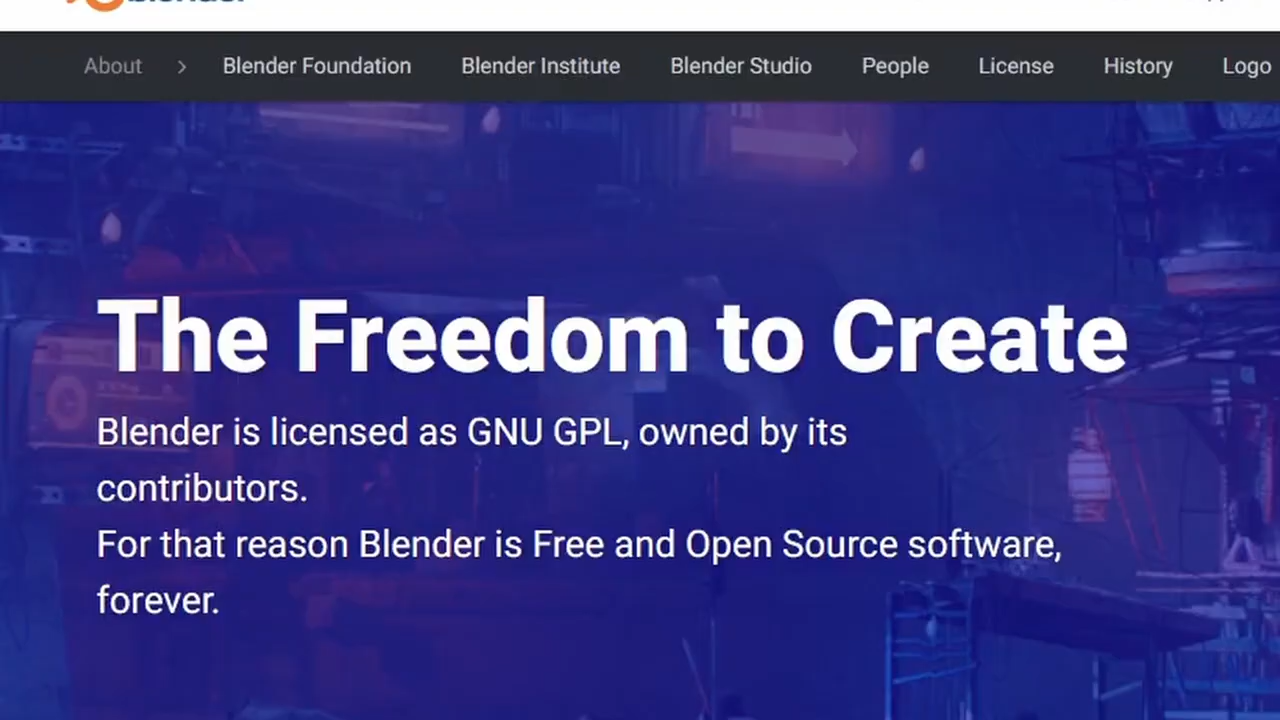 blender
About > Blender Foundation Blender Institute Blender Studio People License History Logo
The Freedom to Create
Blender is licensed as GNU GPL, owned by its
contributors.
For that reason Blender is Free and Open Source software,
forever.